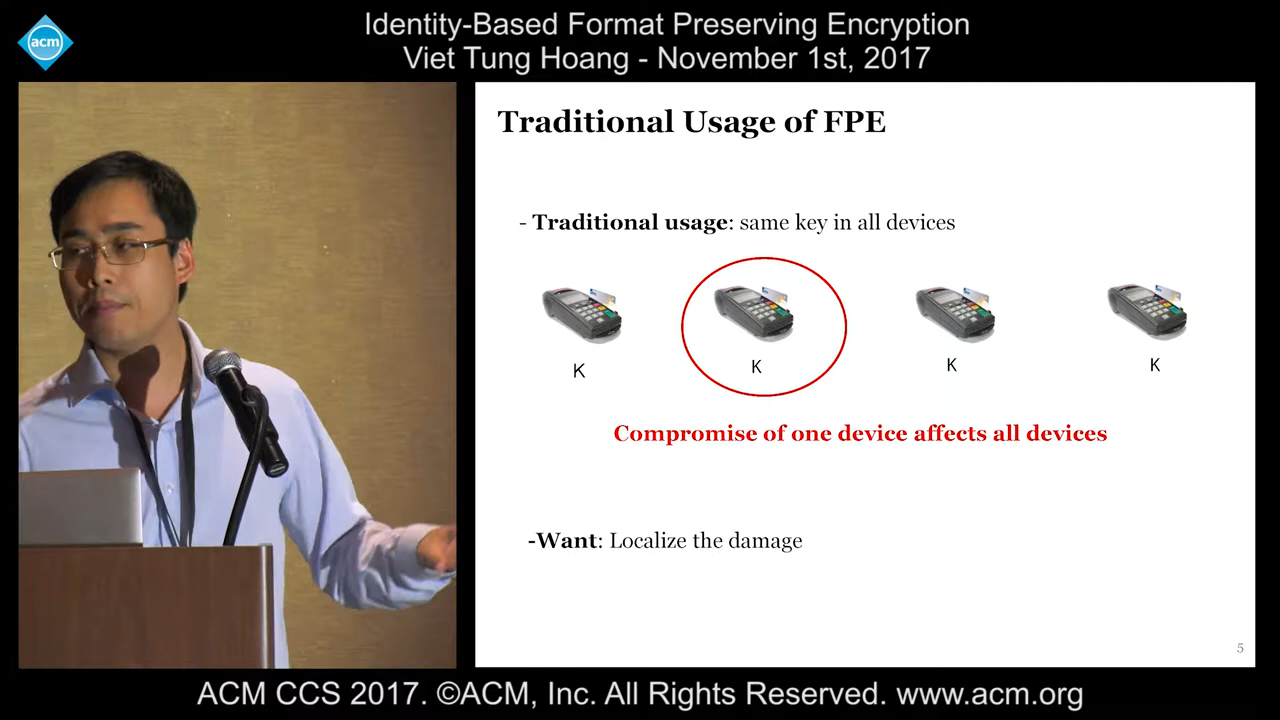 acm
Identity-Based Format Preserving Encryption
Viet Tung Hoang - November 1st, 2017
Traditional Usage of FPE
- Traditional usage: same key in all devices
K K K K
Compromise of one device affects all devices
-Want: Localize the damage
5
ACM CCS 2017. ©ACM, Inc. All Rights Reserved. www.acm.org